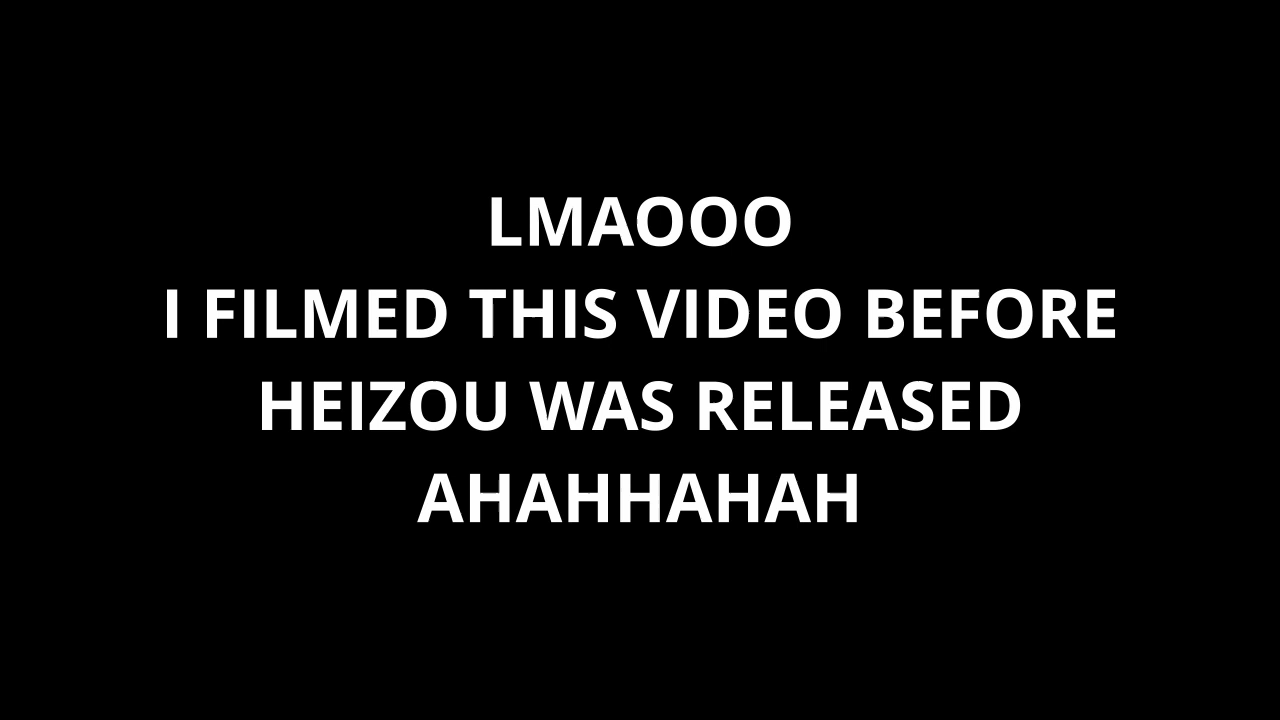 LMAOOO
I FILMED THIS VIDEO BEFORE
HEIZOU WAS RELEASED
AHAHHAHAH